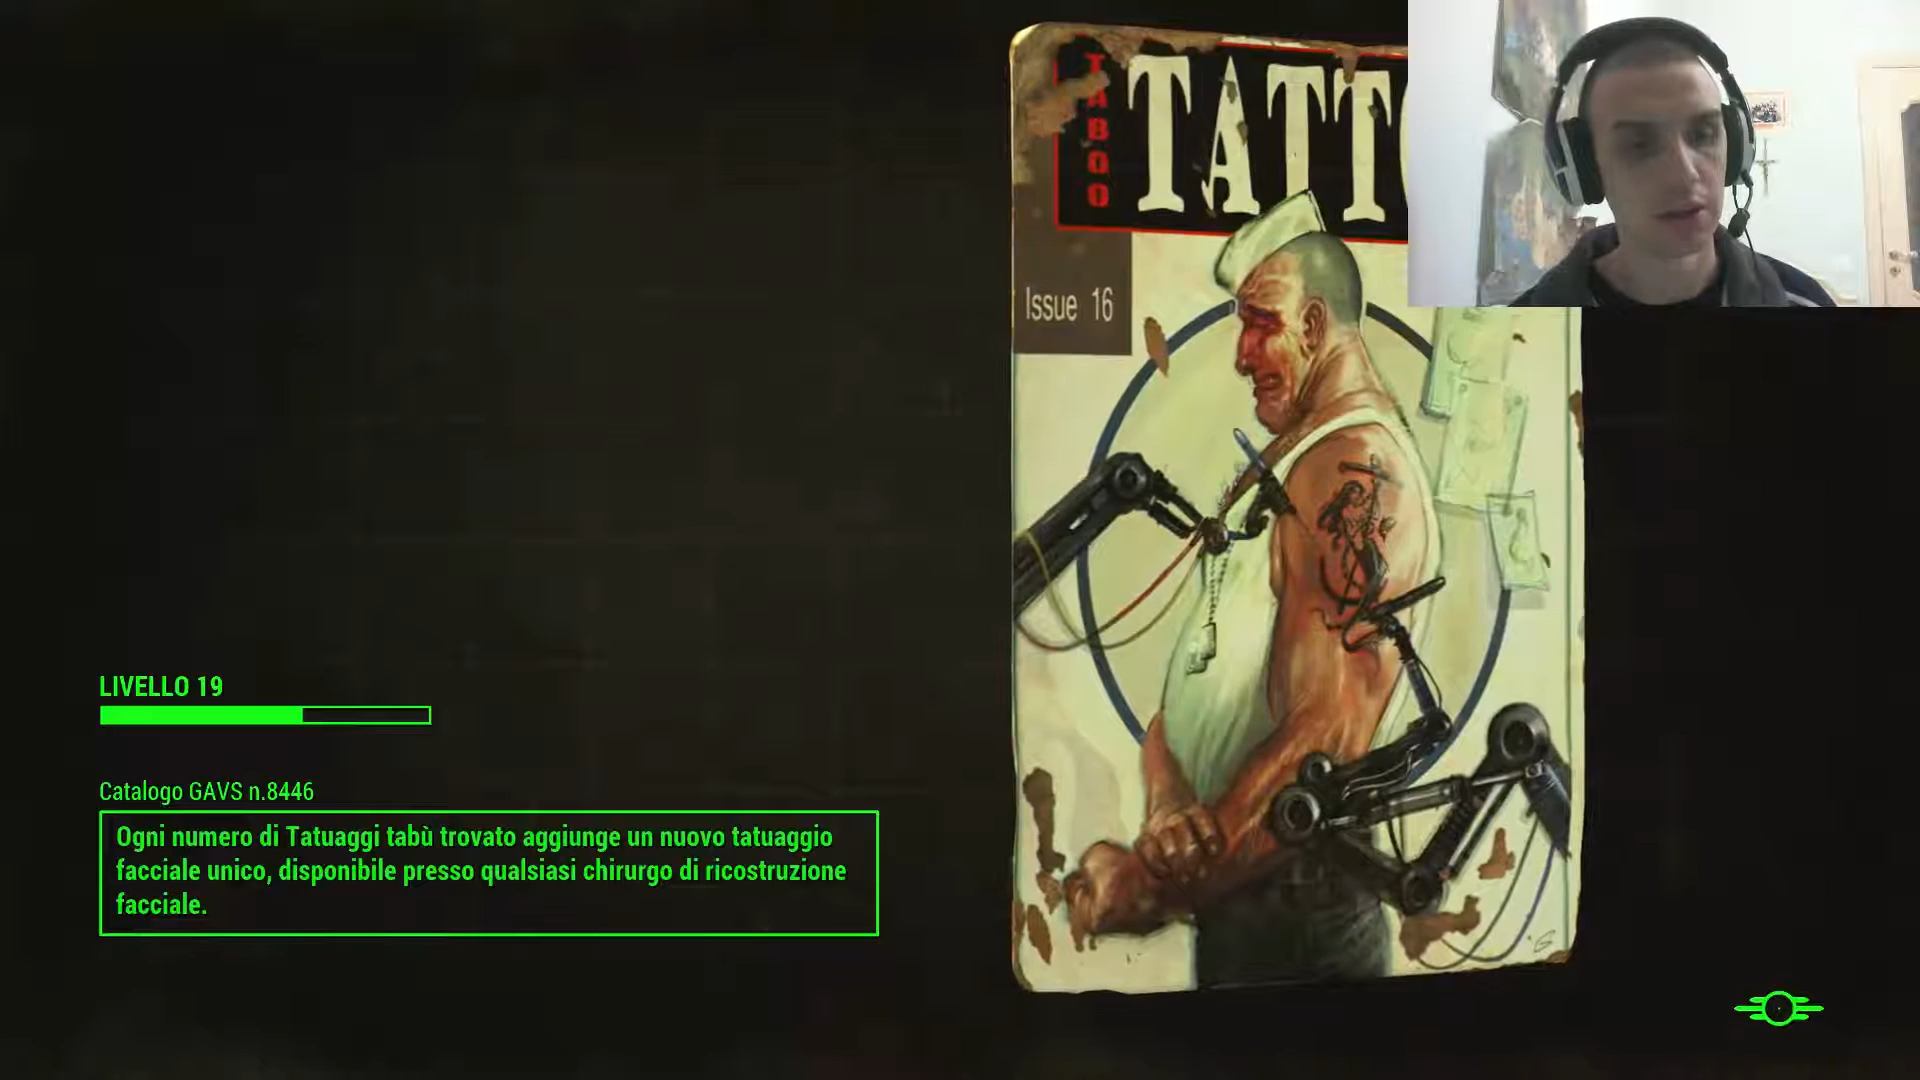 TABOO
TATTO
Issue 16
LIVELLO 19
Catalogo GAVS n.8446
Ogni numero di Tatuaggi tabù trovato aggiunge un nuovo tatuaggio
facciale unico, disponibile presso qualsiasi chirurgo di ricostruzione
facciale.